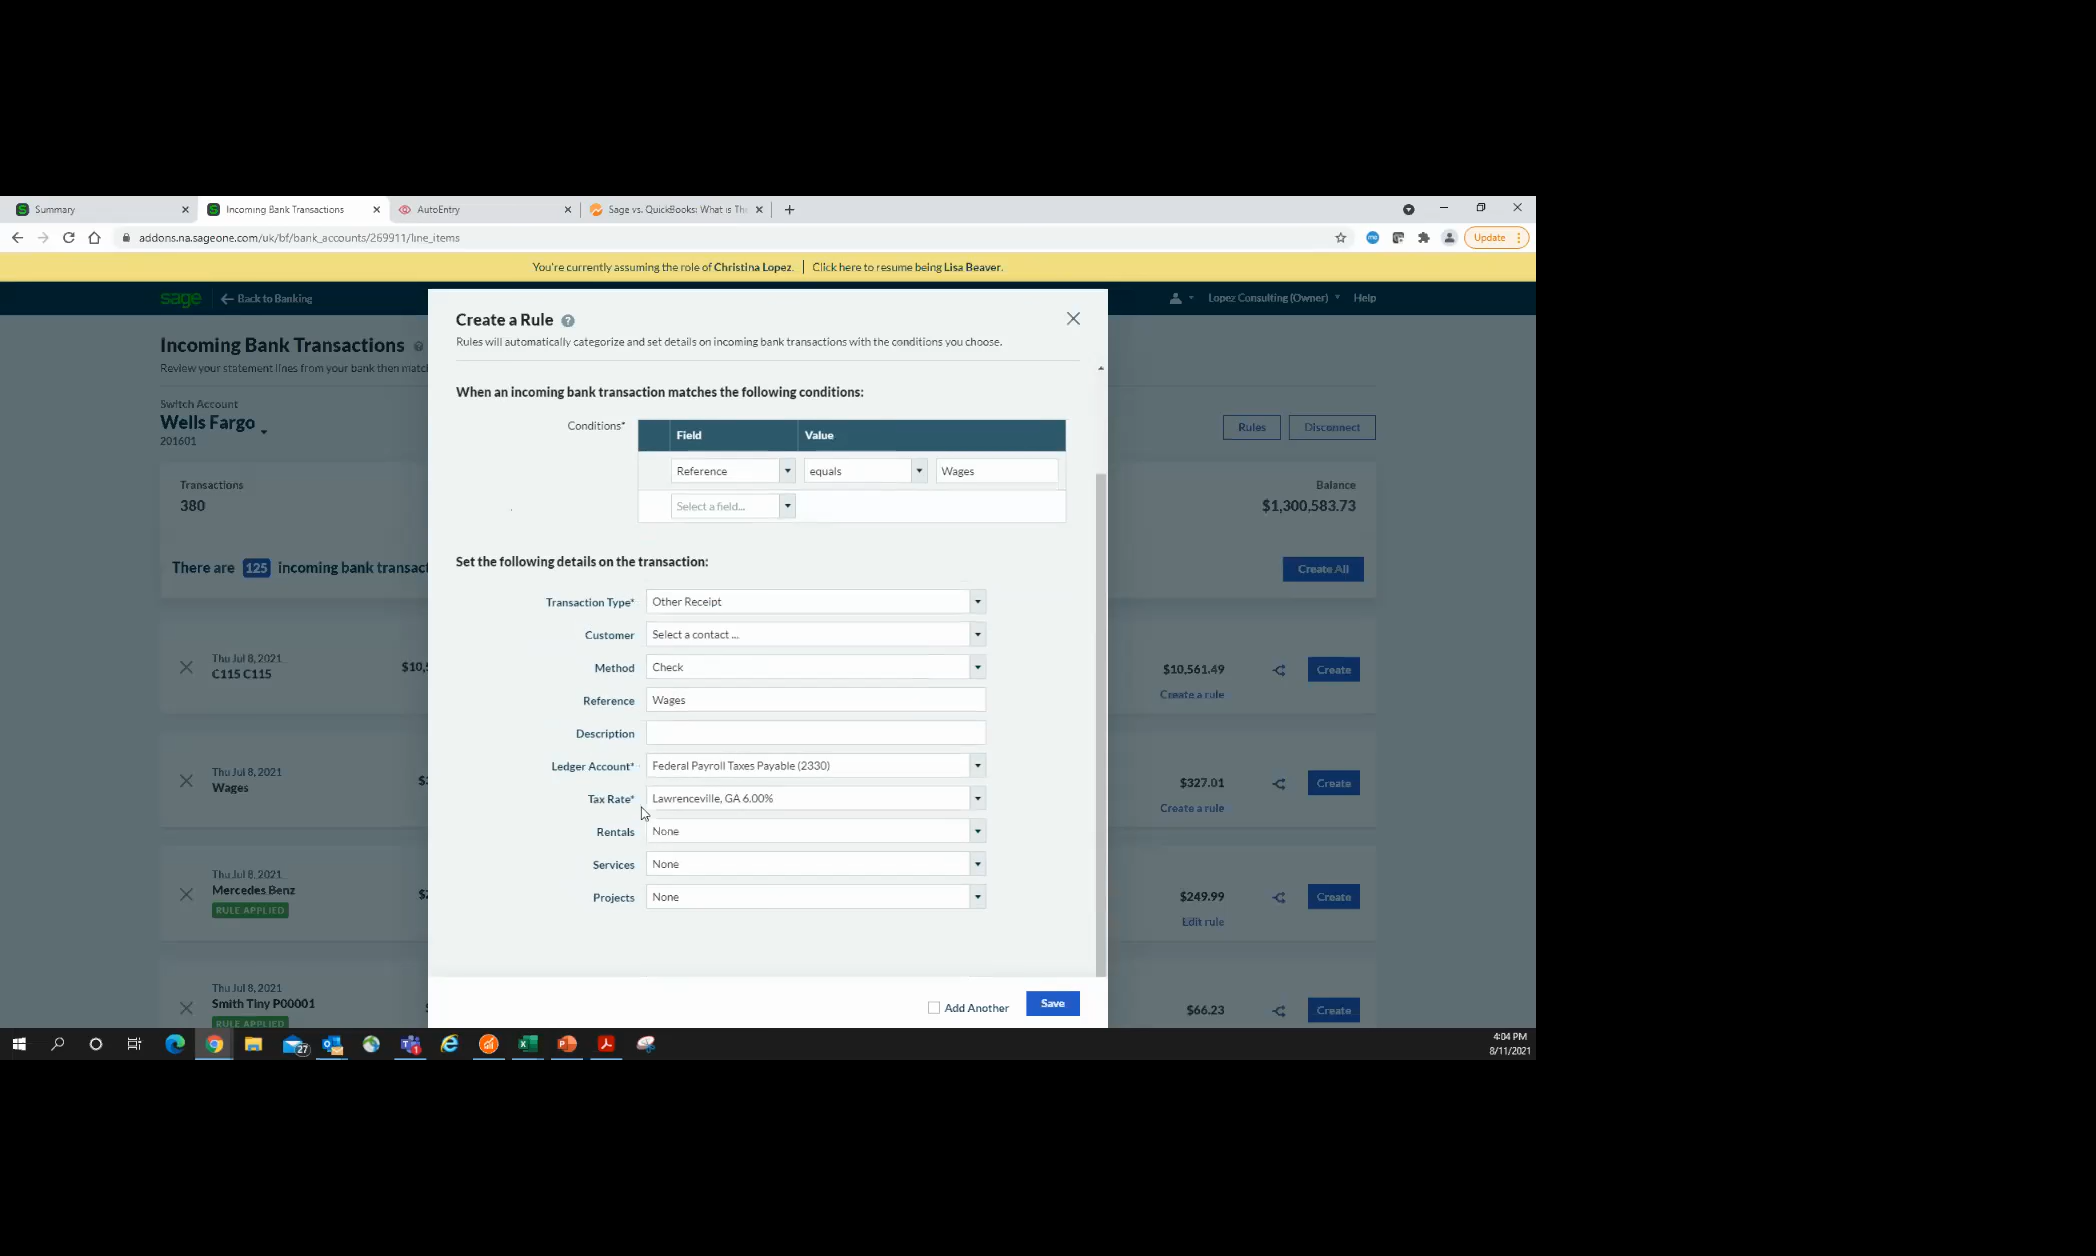 Summary
Incoming Bank Transactions
AutoEntry
Sage vs. QuickBooks: What is Th
addons.na.sageone.com/uk/bf/bank_accounts/269911/line_items
Update
You're currently assuming the role of Christina Lopez. | Click here to resume being Lisa Beaver.
sage
Back to Banking
Lopez Consulting (Owner)
Help
Incoming Bank Transactions
Review your statement lines from your bank then match
Switch Account
Wells Fargo
201601
Rules
Disconnect
Transactions
380
Balance
$1,300,583.73
There are 125 incoming bank transact
Create All
Create a Rule
Rules will automatically categorize and set details on incoming bank transactions with the conditions you choose.
When an incoming bank transaction matches the following conditions:
Conditions*
Field
Value
Reference
equals
Wages
Select a field...
Set the following details on the transaction:
Transaction Type*
Other Receipt
Customer
Select a contact ...
Method
Check
Reference
Wages
Description
Ledger Account*
Federal Payroll Taxes Payable (2330)
Tax Rate*
Lawrenceville, GA 6.00%
Rentals
None
Services
None
Projects
None
Add Another
Save
Thu Jul 8, 2021
C115 C115
$10,5
$10,561.49
Create
Create a rule
Thu Jul 8, 2021
Wages
$327.01
Create
Create a rule
Thu Jul 8, 2021
Mercedes Benz
RULE APPLIED
$2
$249.99
Create
Edit rule
Thu Jul 8, 2021
Smith Tiny P00001
RULE APPLIED
$66.23
Create
27
4:04 PM
8/11/2021